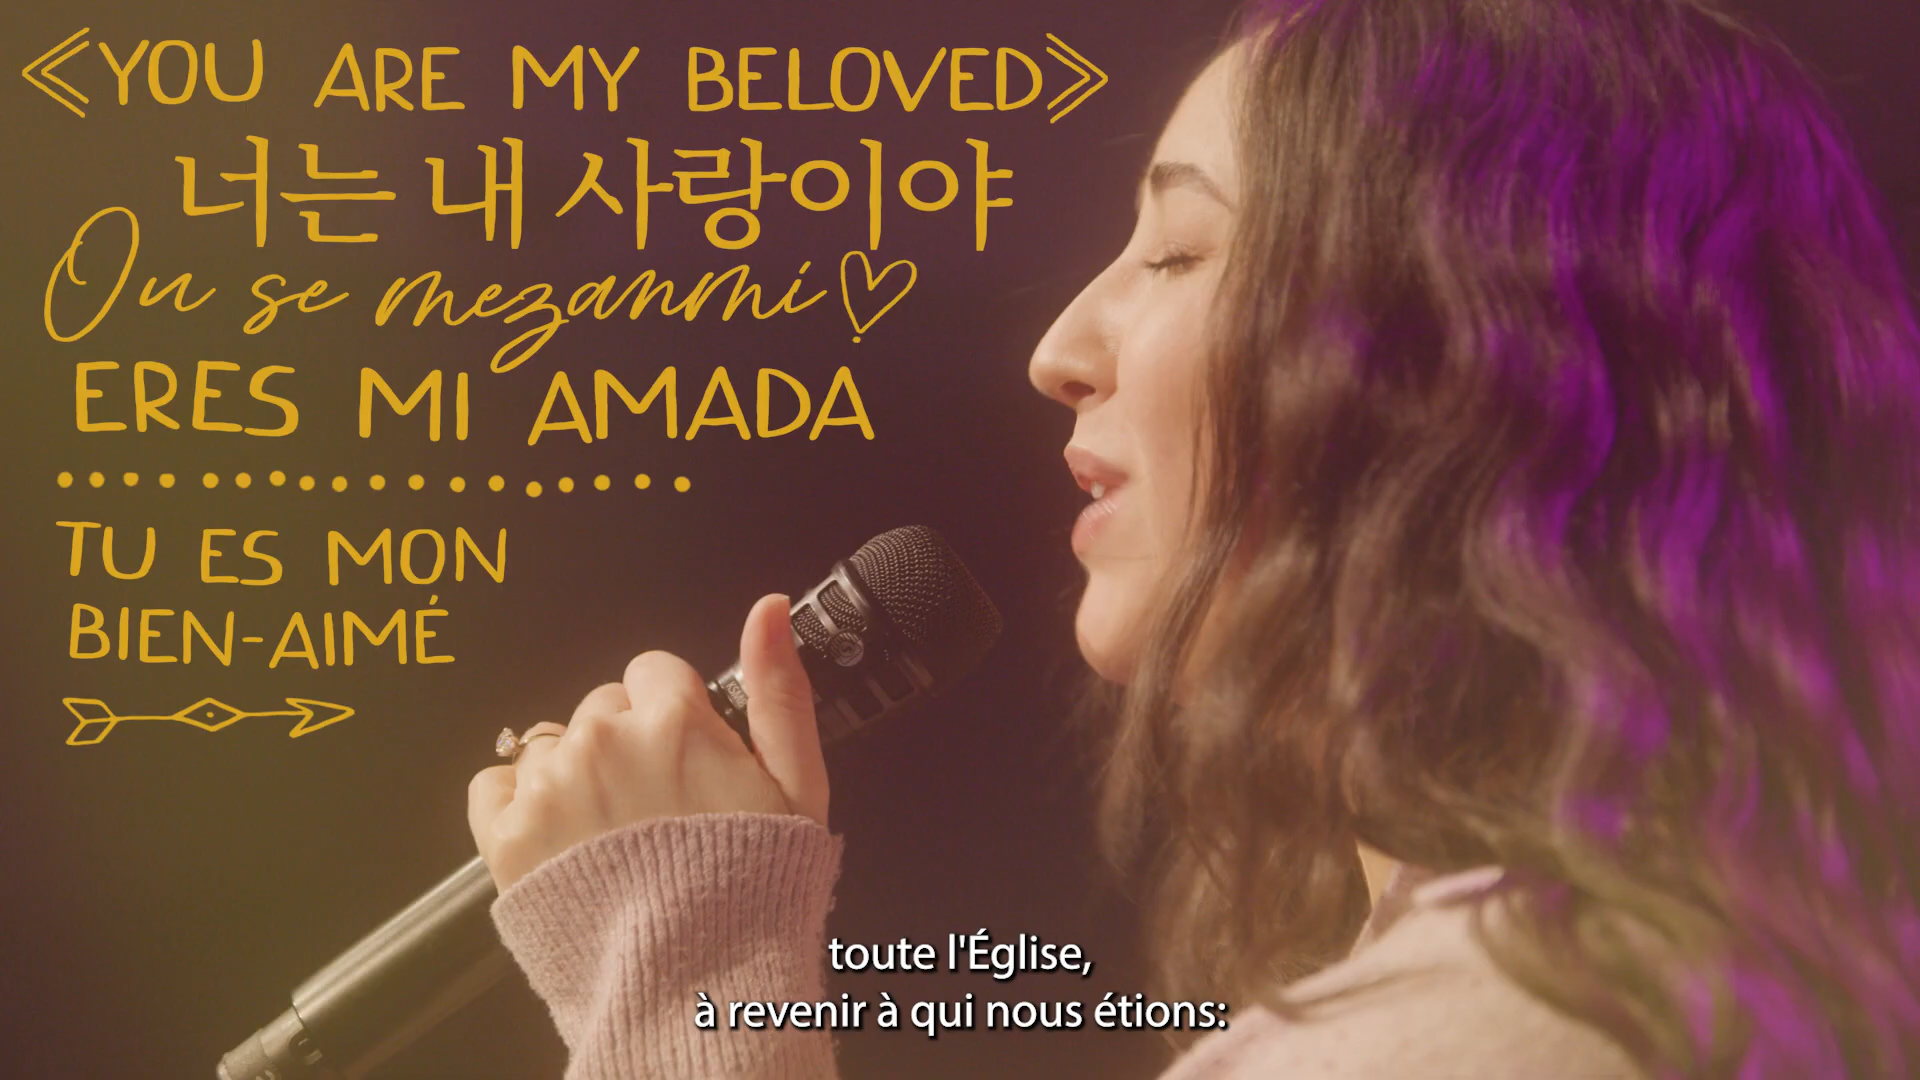 《YOU ARE MY BELOVED》
너는 내 사랑이야
Ou se mezanmi
ERES MI AMADA
TU ES MON
BIEN-AIMÉ
KSM
toute l'Église,
à revenir à qui nous étions: